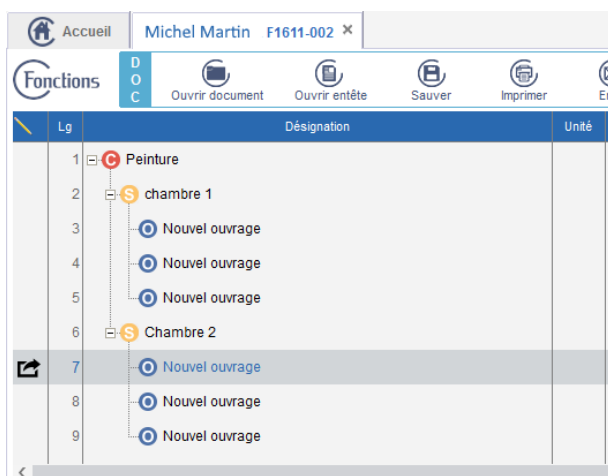 Accueil Michel Martin F1611-002 ×
Fonctions DOC Ouvrir document Ouvrir entête Sauver Imprimer
Lg Désignation Unité
1 C Peinture
2 S chambre 1
3 O Nouvel ouvrage
4 O Nouvel ouvrage
5 O Nouvel ouvrage
6 S Chambre 2
7 O Nouvel ouvrage
8 O Nouvel ouvrage
9 O Nouvel ouvrage